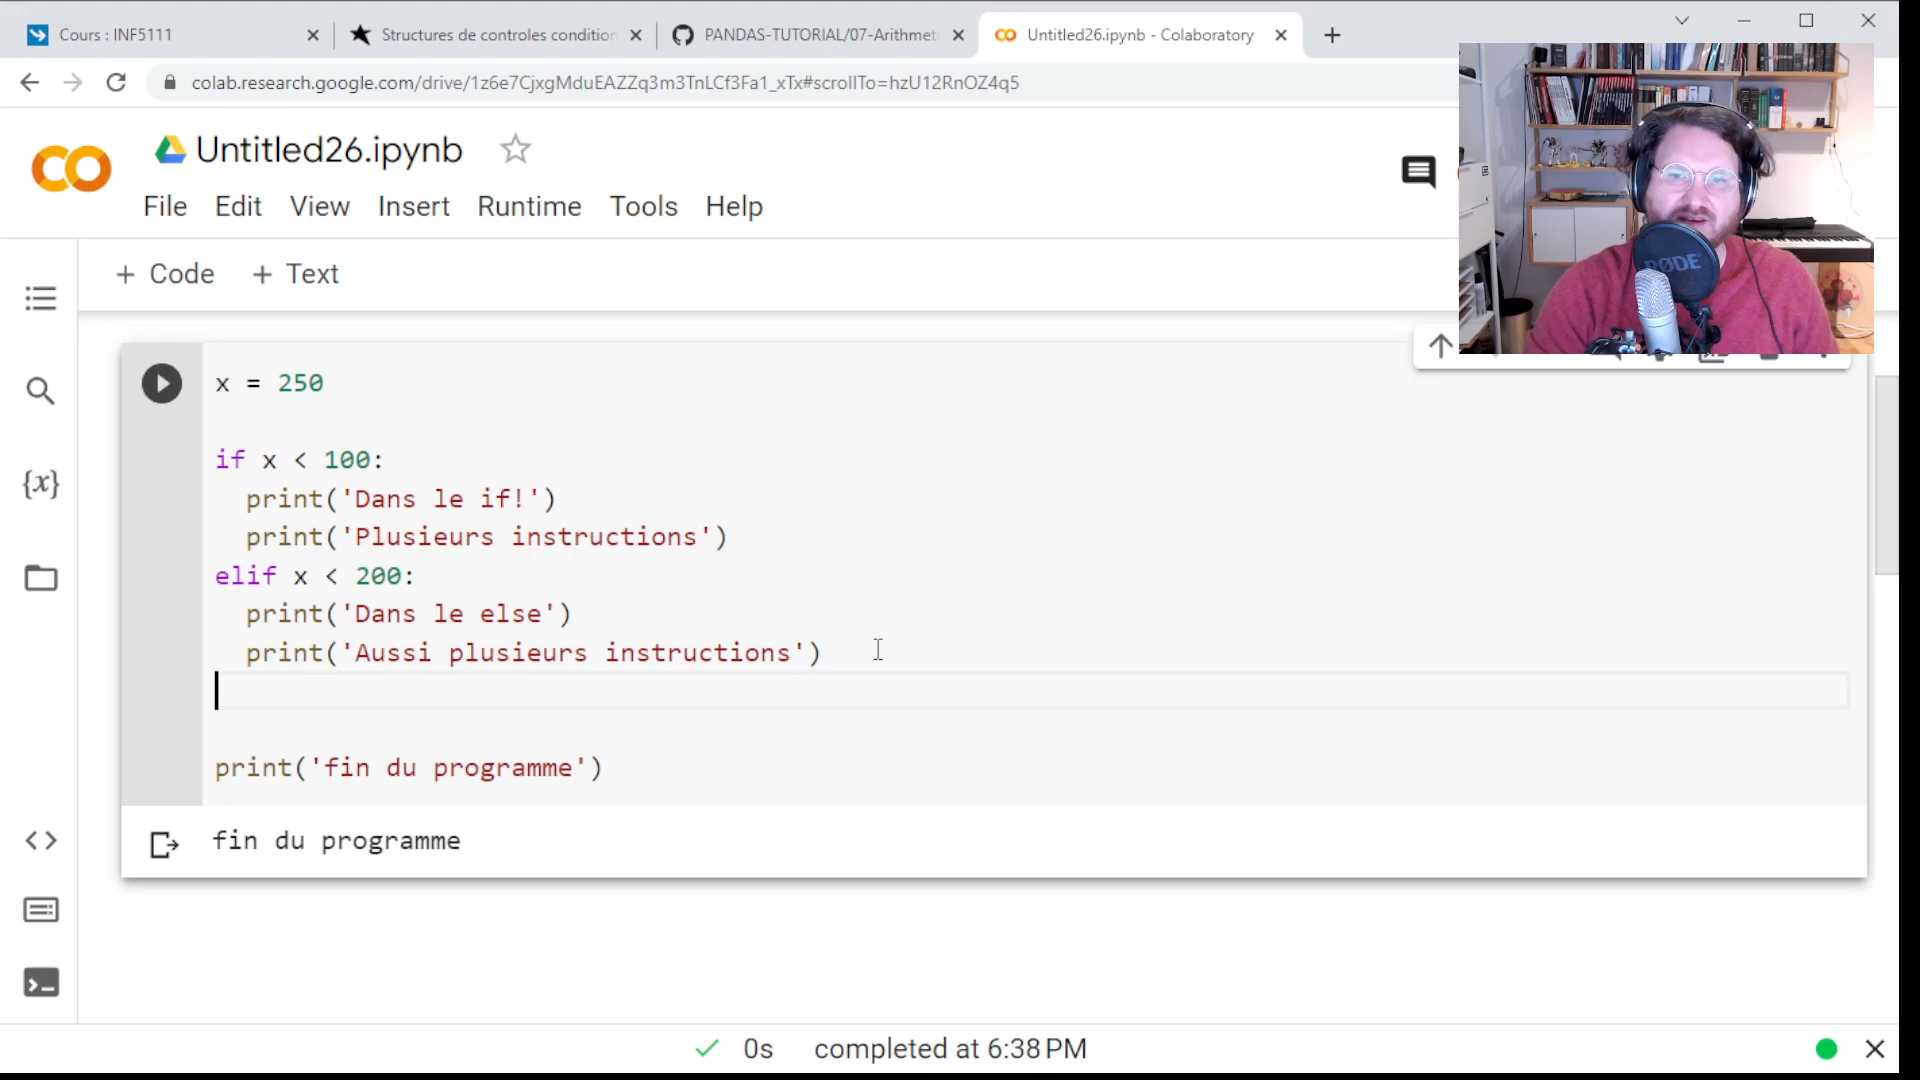 Cours : INF5111
Structures de controles condition
PANDAS-TUTORIAL/07-Arithmeti
Untitled26.ipynb - Colaboratory
colab.research.google.com/drive/1z6e7CjxgMduEAZZq3m3TnLCf3Fa1_xTx#scrollTo=hzU12RnOZ4q5
Untitled26.ipynb
File Edit View Insert Runtime Tools Help
+ Code + Text
x = 250
if x < 100:
print('Dans le if!')
print('Plusieurs instructions')
elif x < 200:
print('Dans le else')
print('Aussi plusieurs instructions')
print('fin du programme')
fin du programme
0s completed at 6:38 PM
{x}
RØDE